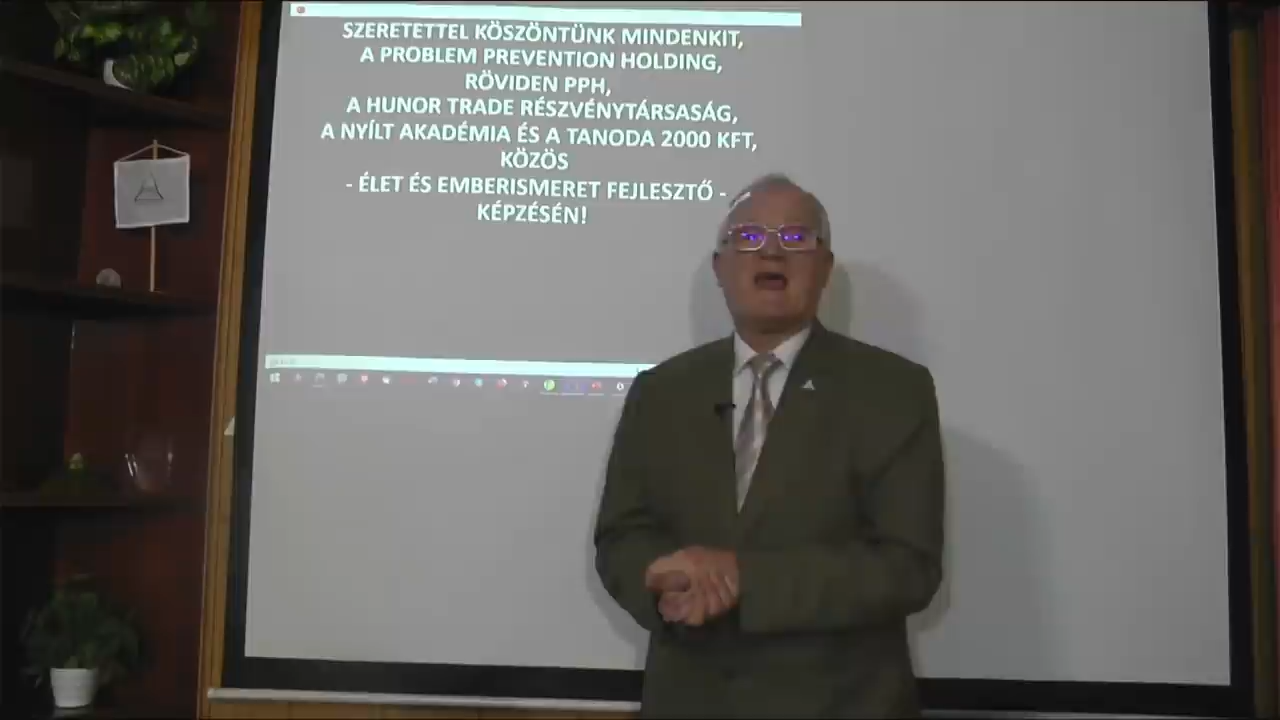 SZERETETTEL KÖSZÖNTÜNK MINDENKIT,
A PROBLEM PREVENTION HOLDING,
RÖVIDEN PPH,
A HUNOR TRADE RÉSZVÉNYTÁRSASÁG,
A NYÍLT AKADÉMIA ÉS A TANODA 2000 KFT,
KÖZÖS
- ÉLET ÉS EMBERISMERET FEJLESZTŐ -
KÉPZÉSÉN!